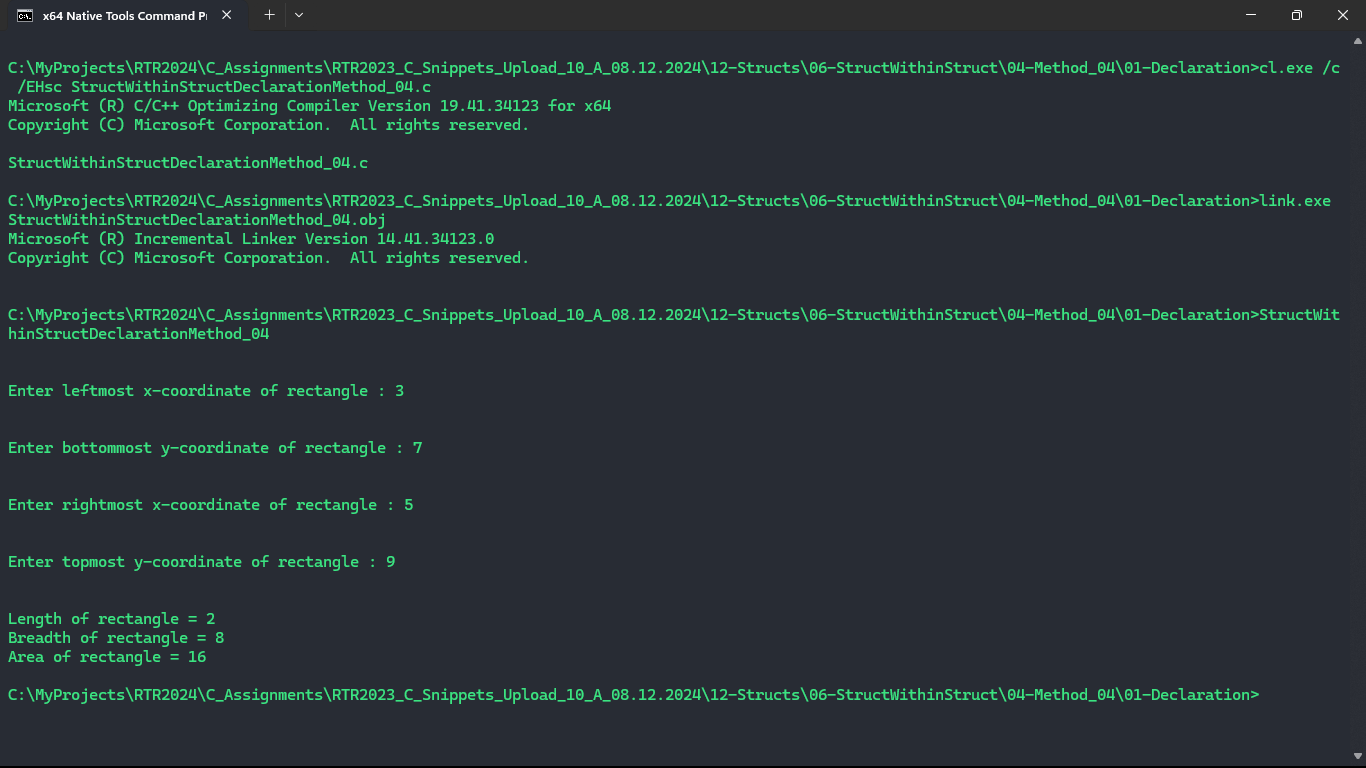 x64 Native Tools Command P
C:\MyProjects\RTR2024\C_Assignments\RTR2023_C_Snippets_Upload_10_A_08.12.2024\12-Structs\06-StructWithinStruct\04-Method_04\01-Declaration>cl.exe /c
/EHsc StructWithinStructDeclarationMethod_04.c
Microsoft (R) C/C++ Optimizing Compiler Version 19.41.34123 for x64
Copyright (C) Microsoft Corporation.  All rights reserved.
StructWithinStructDeclarationMethod_04.c
C:\MyProjects\RTR2024\C_Assignments\RTR2023_C_Snippets_Upload_10_A_08.12.2024\12-Structs\06-StructWithinStruct\04-Method_04\01-Declaration>link.exe
StructWithinStructDeclarationMethod_04.obj
Microsoft (R) Incremental Linker Version 14.41.34123.0
Copyright (C) Microsoft Corporation.  All rights reserved.
C:\MyProjects\RTR2024\C_Assignments\RTR2023_C_Snippets_Upload_10_A_08.12.2024\12-Structs\06-StructWithinStruct\04-Method_04\01-Declaration>StructWit
hinStructDeclarationMethod_04
Enter leftmost x-coordinate of rectangle : 3
Enter bottommost y-coordinate of rectangle : 7
Enter rightmost x-coordinate of rectangle : 5
Enter topmost y-coordinate of rectangle : 9
Length of rectangle = 2
Breadth of rectangle = 8
Area of rectangle = 16
C:\MyProjects\RTR2024\C_Assignments\RTR2023_C_Snippets_Upload_10_A_08.12.2024\12-Structs\06-StructWithinStruct\04-Method_04\01-Declaration>